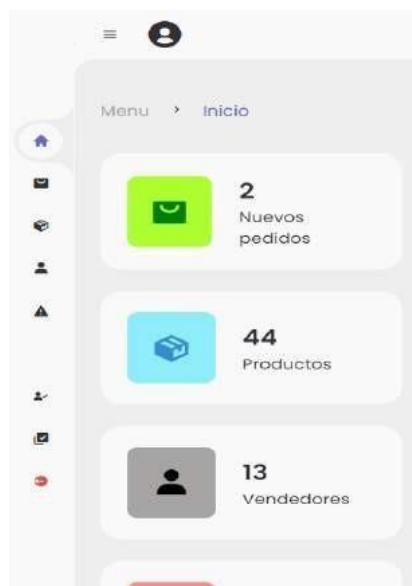 Menu > Inicio
2
Nuevos
pedidos
44
Productos
13
Vendedores